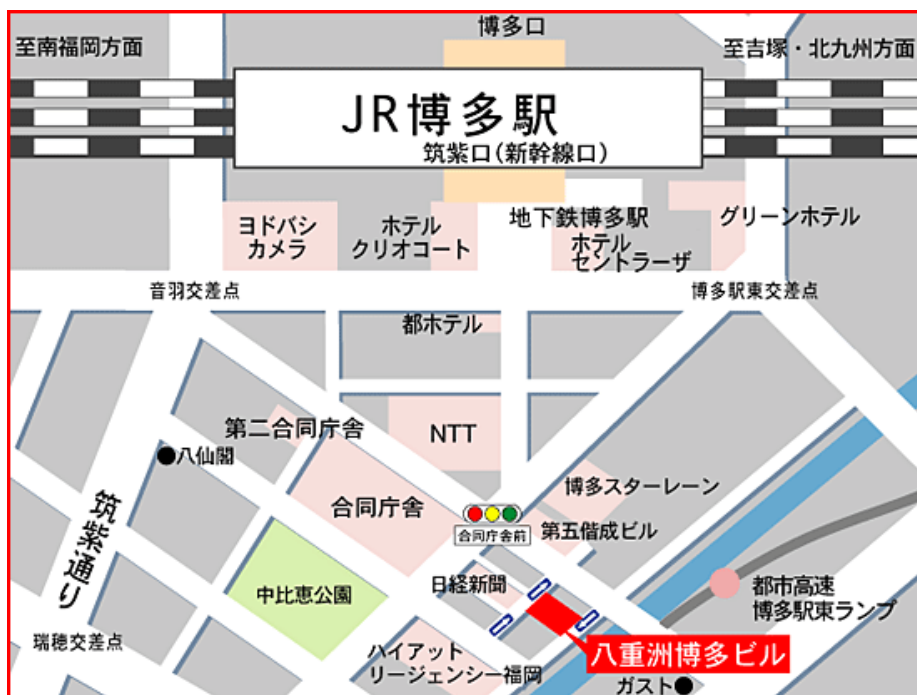 博多口
至南福岡方面
至吉塚・北九州方面
JR博多駅
筑紫口(新幹線口)
ヨドバシ
カメラ
ホテル
クリオコート
地下鉄博多駅
ホテル
セントラーザ
グリーンホテル
音羽交差点
博多駅東交差点
都ホテル
第二合同庁舎
NTT
八仙閣
博多スターレーン
合同庁舎
合同庁舎前
第五偕成ビル
筑紫通り
日経新聞
中比恵公園
都市高速
博多駅東ランプ
瑞穂交差点
ハイアット
リージェンシー福岡
八重洲博多ビル
ガスト